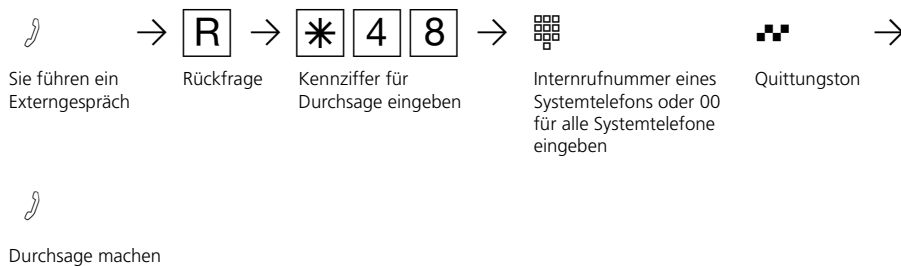 R * 4 8
Sie führen ein
Externgespräch
Rückfrage
Kennziffer für
Durchsage eingeben
Internrufnummer eines
Systemtelefons oder 00
für alle Systemtelefone
eingeben
Quittungston
Durchsage machen